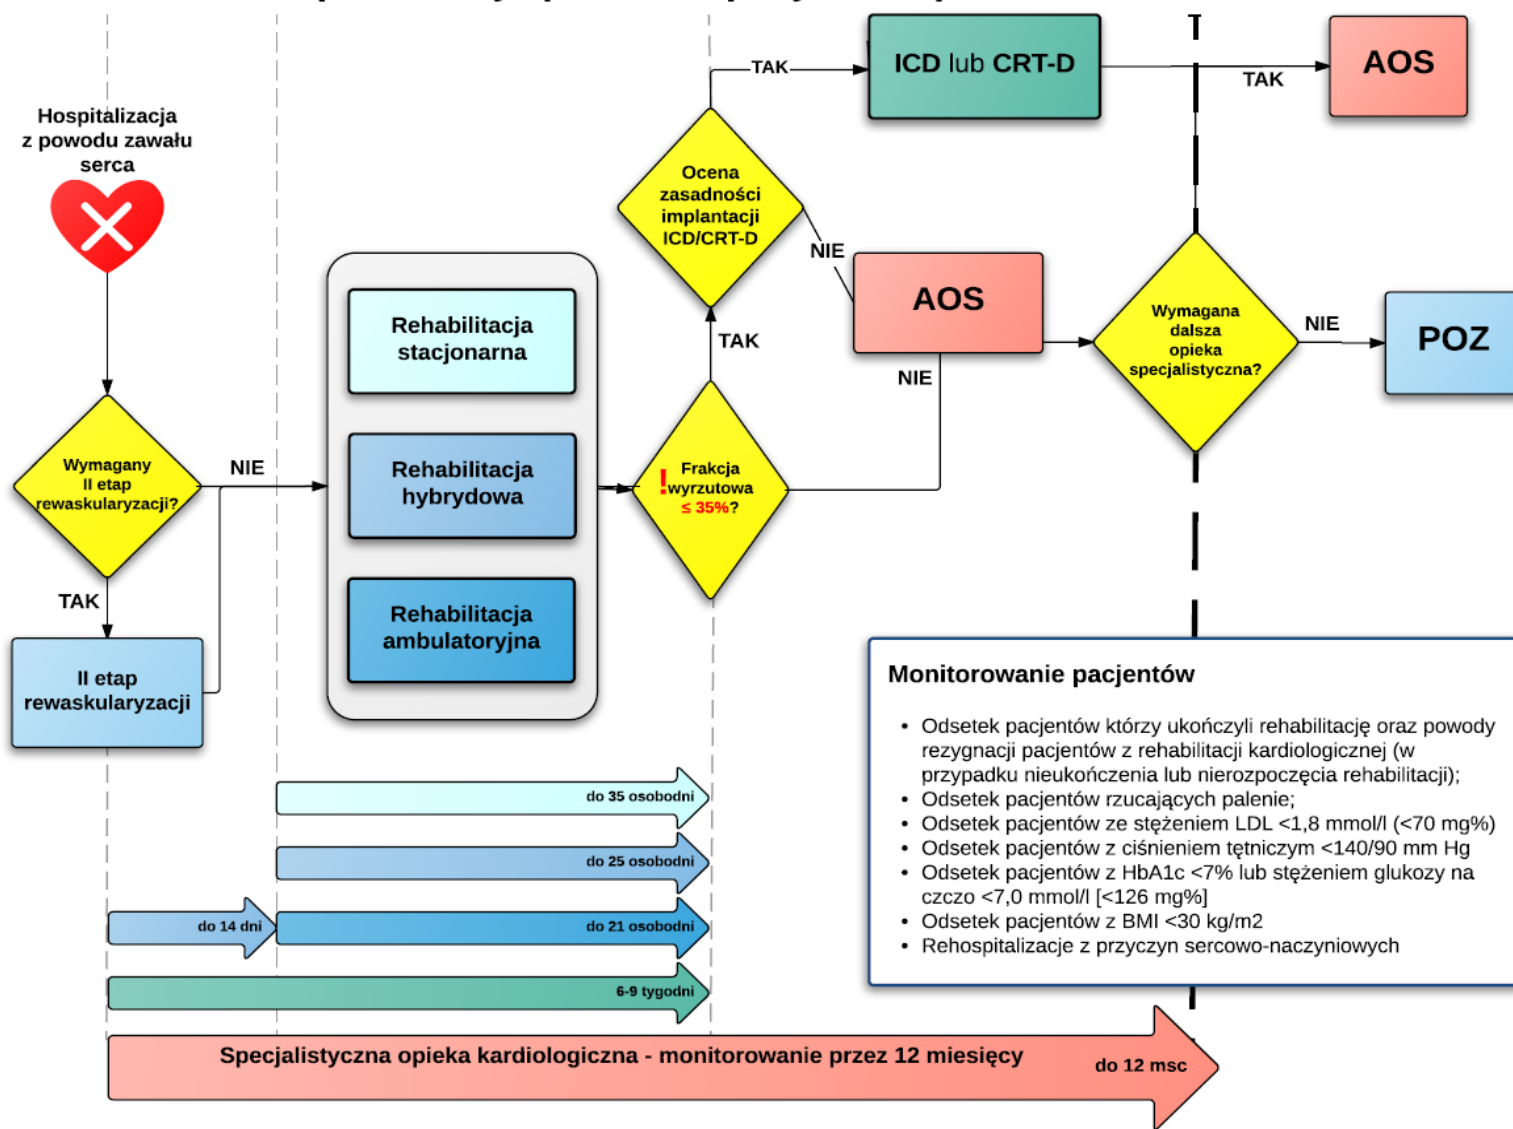 Hospitalizacja
z powodu zawału
serca
Wymagany
II etap
rewaskularyzacji?
NIE
TAK
II etap
rewaskularyzacji
Rehabilitacja
stacjonarna
Rehabilitacja
hybrydowa
Rehabilitacja
ambulatoryjna
! Frakcja
wyrzutowa
≤ 35%?
TAK
NIE
Ocena
zasadności
implantacji
ICD/CRT-D
TAK
NIE
ICD lub CRT-D
AOS
Wymagana
dalsza
opieka
specjalistyczna?
TAK
AOS
NIE
POZ
do 35 osobodni
do 25 osobodni
do 14 dni
do 21 osobodni
6-9 tygodni
Specjalistyczna opieka kardiologiczna - monitorowanie przez 12 miesięcy
do 12 msc
Monitorowanie pacjentów
• Odsetek pacjentów którzy ukończyli rehabilitację oraz powody
rezygnacji pacjentów z rehabilitacji kardiologicznej (w
przypadku nieukończenia lub nierozpoczęcia rehabilitacji);
• Odsetek pacjentów rzucających palenie;
• Odsetek pacjentów ze stężeniem LDL <1,8 mmol/l (<70 mg%)
• Odsetek pacjentów z ciśnieniem tętniczym <140/90 mm Hg
• Odsetek pacjentów z HbA1c <7% lub stężeniem glukozy na
czczo <7,0 mmol/l [<126 mg%]
• Odsetek pacjentów z BMI <30 kg/m2
• Rehospitalizacje z przyczyn sercowo-naczyniowych